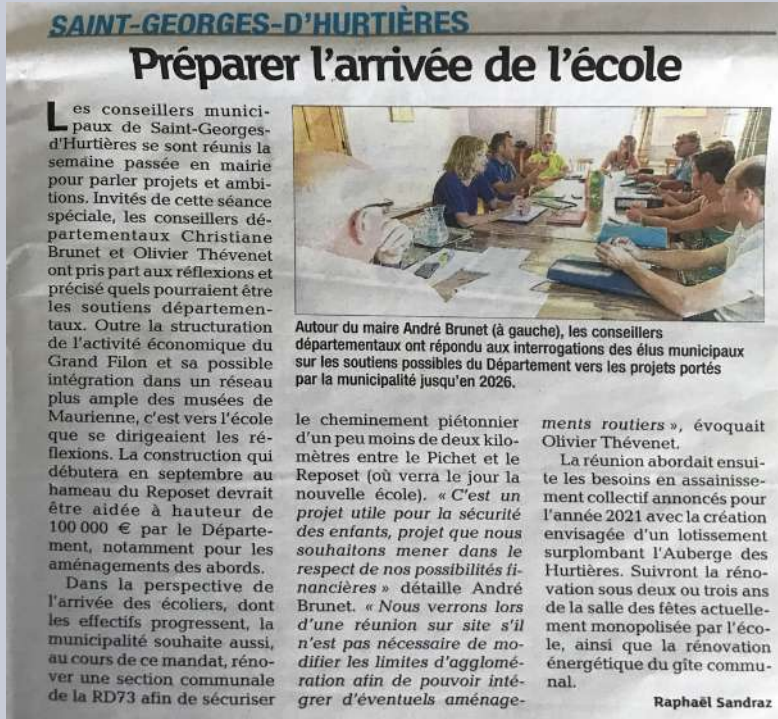 SAINT-GEORGES-D'HURTIÈRES
Préparer l'arrivée de l'école
Les conseillers munici-
paux de Saint-Georges-
d'Hurtières se sont réunis la
semaine passée en mairie
pour parler projets et ambi-
tions. Invités de cette séance
spéciale, les conseillers dé-
partementaux Christiane
Brunet et Olivier Thévenet
ont pris part aux réflexions et
précisé quels pourraient être
les soutiens départemen-
taux. Outre la structuration
de l'activité économique du
Grand Filon et sa possible
intégration dans un réseau
plus ample des musées de
Maurienne, c'est vers l'école
que se dirigeaient les ré-
flexions. La construction qui
débutera en septembre au
hameau du Reposet devrait
être aidée à hauteur de
100 000 € par le Départe-
ment, notamment pour les
aménagements des abords.
Dans la perspective de
l'arrivée des écoliers, dont
les effectifs progressent, la
municipalité souhaite aussi,
au cours de ce mandat, réno-
ver une section communale
de la RD73 afin de sécuriser
Autour du maire André Brunet (à gauche), les conseillers
départementaux ont répondu aux interrogations des élus municipaux
sur les soutiens possibles du Département vers les projets portés
par la municipalité jusqu'en 2026.
le cheminement piétonnier
d'un peu moins de deux kilo-
mètres entre le Pichet et le
Reposet (où verra le jour la
nouvelle école). « C'est un
projet utile pour la sécurité
des enfants, projet que nous
souhaitons mener dans le
respect de nos possibilités fi-
nancières » détaille André
Brunet. « Nous verrons lors
d'une réunion sur site s'il
n'est pas nécessaire de mo-
difier les limites d'agglomé-
ration afin de pouvoir inté-
grer d'éventuels aménage-
ments routiers », évoquait
Olivier Thévenet.
La réunion abordait ensui-
te les besoins en assainisse-
ment collectif annoncés pour
l'année 2021 avec la création
envisagée d'un lotissement
surplombant l'Auberge des
Hurtières. Suivront la réno-
vation sous deux ou trois ans
de la salle des fêtes actuelle-
ment monopolisée par l'éco-
le, ainsi que la rénovation
énergétique du gîte commu-
nal.
Raphaël Sandraz